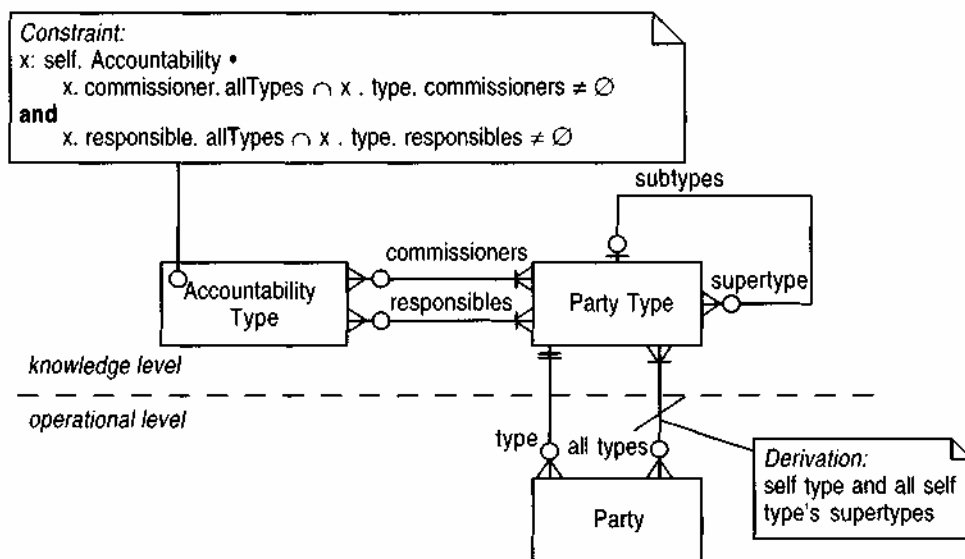 Constraint:
x: self. Accountability •
x. commissioner. allTypes ∩ x . type. commissioners ≠ ∅
and
x. responsible. allTypes ∩ x . type. responsibles ≠ ∅
subtypes
commissioners
supertype
Accountability
Type
Party Type
responsibles
knowledge level
operational level
type
all types
Derivation:
self type and all self
type's supertypes
Party